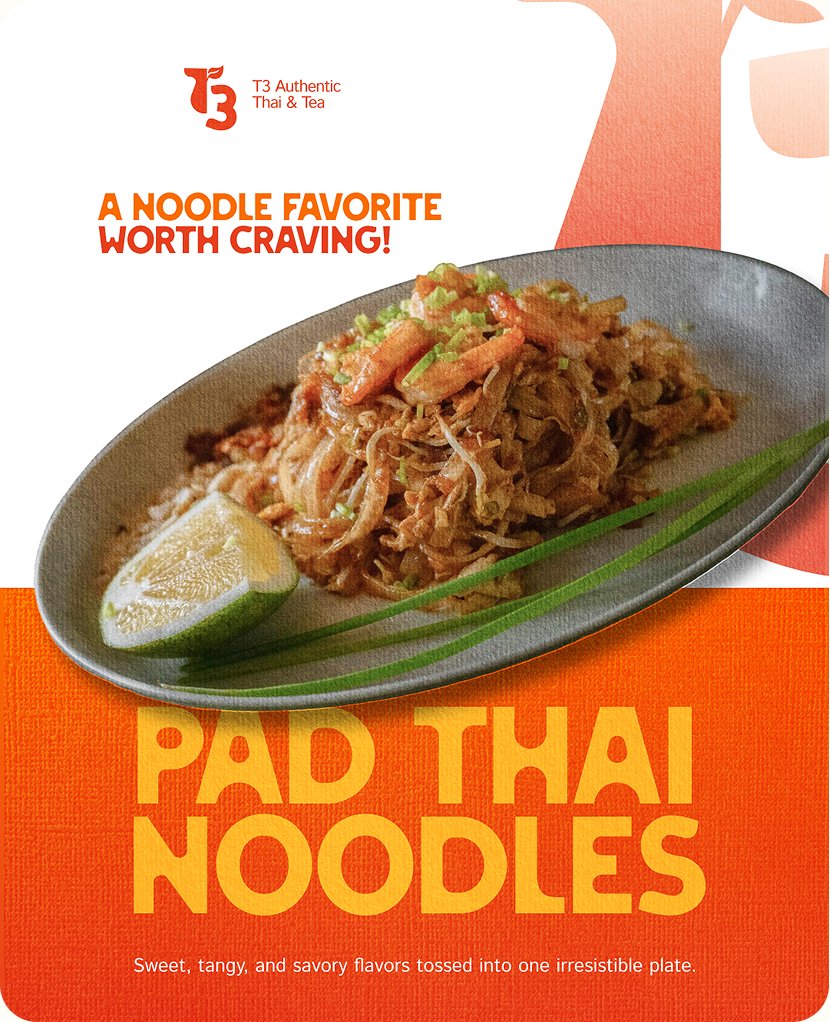 T3
T3 Authentic
Thai & Tea
A NOODLE FAVORITE
WORTH CRAVING!
PAD THAI
NOODLES
Sweet, tangy, and savory flavors tossed into one irresistible plate.